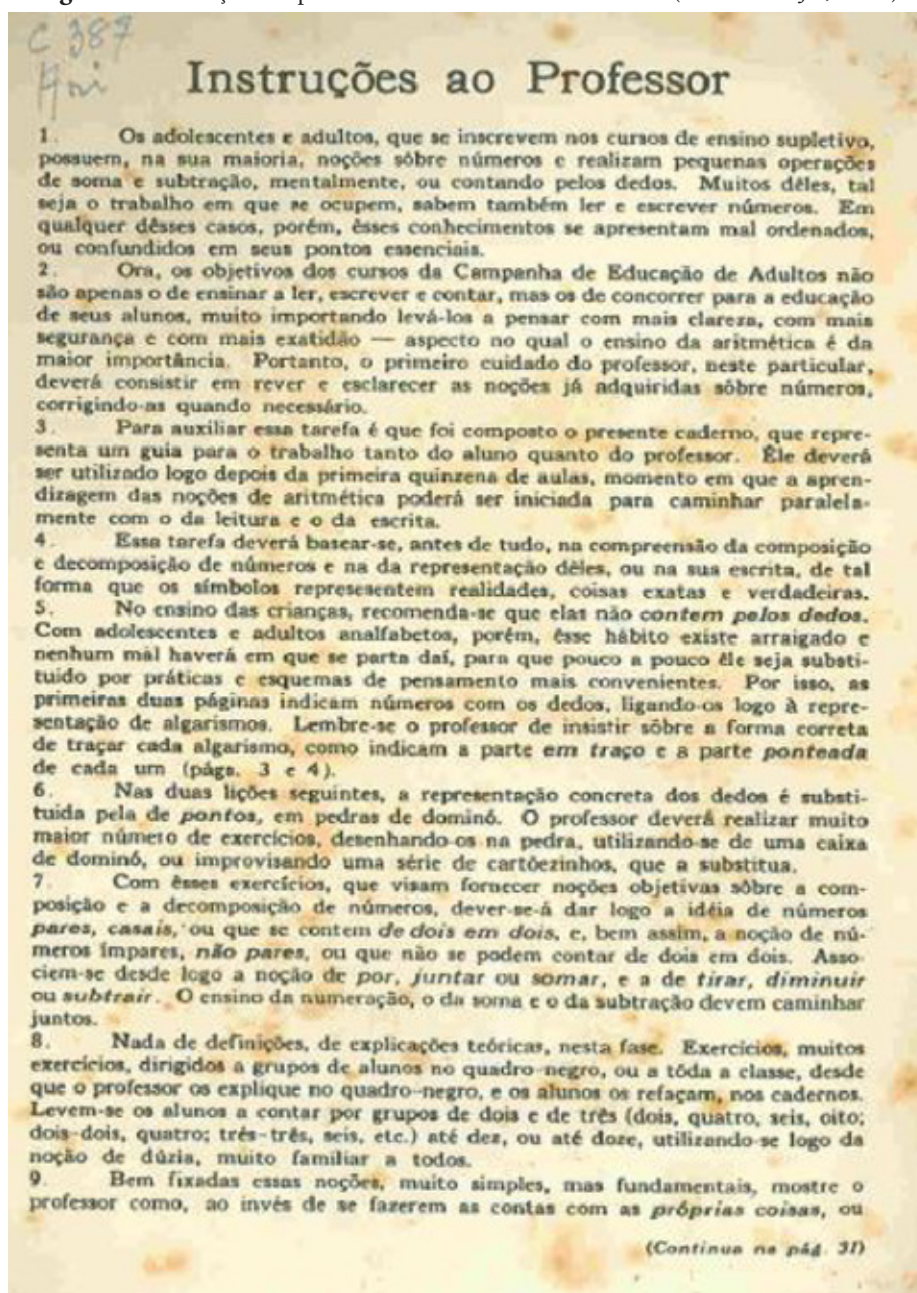 C 387
Instruções ao Professor
1. Os adolescentes e adultos, que se inscrevem nos cursos de ensino supletivo,
possuem, na sua maioria, noções sôbre números e realizam pequenas operações
de soma e subtração, mentalmente, ou contando pelos dedos. Muitos dêles, tal
seja o trabalho em que se ocupem, sabem também ler e escrever números. Em
qualquer dêsses casos, porém, êsses conhecimentos se apresentam mal ordenados,
ou confundidos em seus pontos essenciais.
2. Ora, os objetivos dos cursos da Campanha de Educação de Adultos não
são apenas o de ensinar a ler, escrever e contar, mas os de concorrer para a educação
de seus alunos, muito importando levá-los a pensar com mais clareza, com mais
segurança e com mais exatidão — aspecto no qual o ensino da aritmética é da
maior importância. Portanto, o primeiro cuidado do professor, neste particular,
deverá consistir em rever e esclarecer as noções já adquiridas sôbre números,
corrigindo-as quando necessário.
3. Para auxiliar essa tarefa é que foi composto o presente caderno, que repre-
senta um guia para o trabalho tanto do aluno quanto do professor. Êle deverá
ser utilizado logo depois da primeira quinzena de aulas, momento em que a apren-
dizagem das noções de aritmética poderá ser iniciada para caminhar paralela-
mente com o da leitura e o da escrita.
4. Essa tarefa deverá basear-se, antes de tudo, na compreensão da composição
e decomposição de números e na da representação dêles, ou na sua escrita, de tal
forma que os símbolos represesentem realidades, coisas exatas e verdadeiras.
5. No ensino das crianças, recomenda-se que elas não contem pelos dedos.
Com adolescentes e adultos analfabetos, porém, êsse hábito existe arraigado e
nenhum mal haverá em que se parta daí, para que pouco a pouco êle seja substi-
tuido por práticas e esquemas de pensamento mais convenientes. Por isso, as
primeiras duas páginas indicam números com os dedos, ligando-os logo à repre-
sentação de algarismos. Lembre-se o professor de insistir sôbre a forma correta
de traçar cada algarismo, como indicam a parte em traço e a parte ponteada
de cada um (págs. 3 e 4).
6. Nas duas lições seguintes, a representação concreta dos dedos é substi-
tuida pela de pontos, em pedras de dominó. O professor deverá realizar muito
maior número de exercícios, desenhando-os na pedra, utilizando-se de uma caixa
de dominó, ou improvisando uma série de cartõezinhos, que a substitua.
7. Com êsses exercícios, que visam fornecer noções objetivas sôbre a com-
posição e a decomposição de números, dever-se-á dar logo a idéia de números
pares, casais, ou que se contem de dois em dois, e, bem assim, a noção de nú-
meros ímpares, não pares, ou que não se podem contar de dois em dois. Asso-
ciem-se desde logo a noção de por, juntar ou somar, e a de tirar, diminuir
ou subtrair. O ensino da numeração, o da soma e o da subtração devem caminhar
juntos.
8. Nada de definições, de explicações teóricas, nesta fase. Exercícios, muitos
exercícios, dirigidos a grupos de alunos no quadro-negro, ou a tôda a classe, desde
que o professor os explique no quadro-negro, e os alunos os refaçam, nos cadernos.
Levem-se os alunos a contar por grupos de dois e de três (dois, quatro, seis, oito;
dois-dois, quatro; três-três, seis, etc.) até dez, ou até doze, utilizando-se logo da
noção de dúzia, muito familiar a todos.
9. Bem fixadas essas noções, muito simples, mas fundamentais, mostre o
professor como, ao invés de se fazerem as contas com as próprias coisas, ou
(Continua na pág. 31)